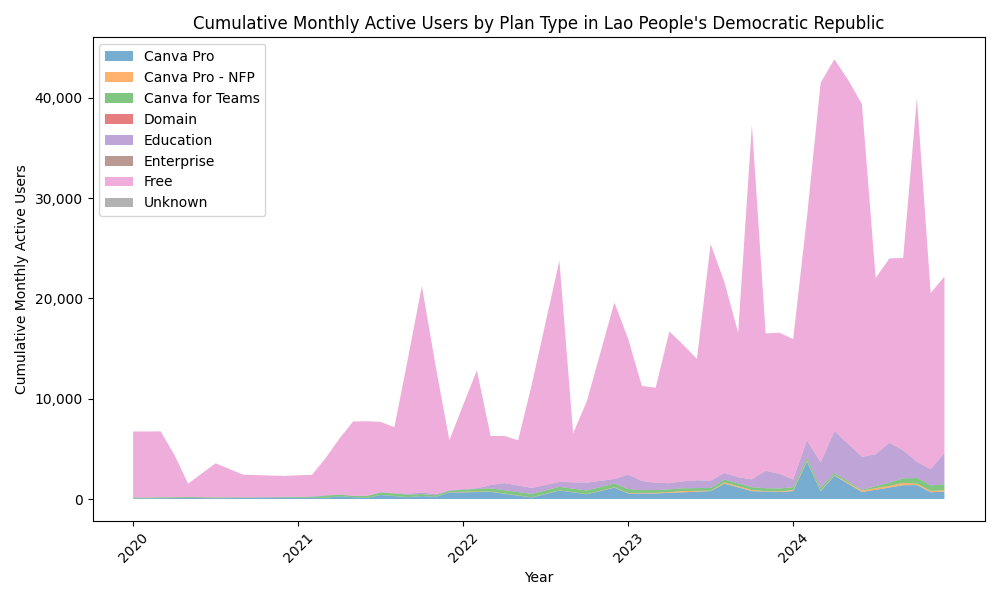 Cumulative Monthly Active Users by Plan Type in Lao People's Democratic Republic
Canva Pro
Canva Pro - NFP
Canva for Teams
Domain
Education
Enterprise
Free
Unknown
Cumulative Monthly Active Users
40,000
30,000
20,000
10,000
0
2020
2021
2022
2023
2024
Year